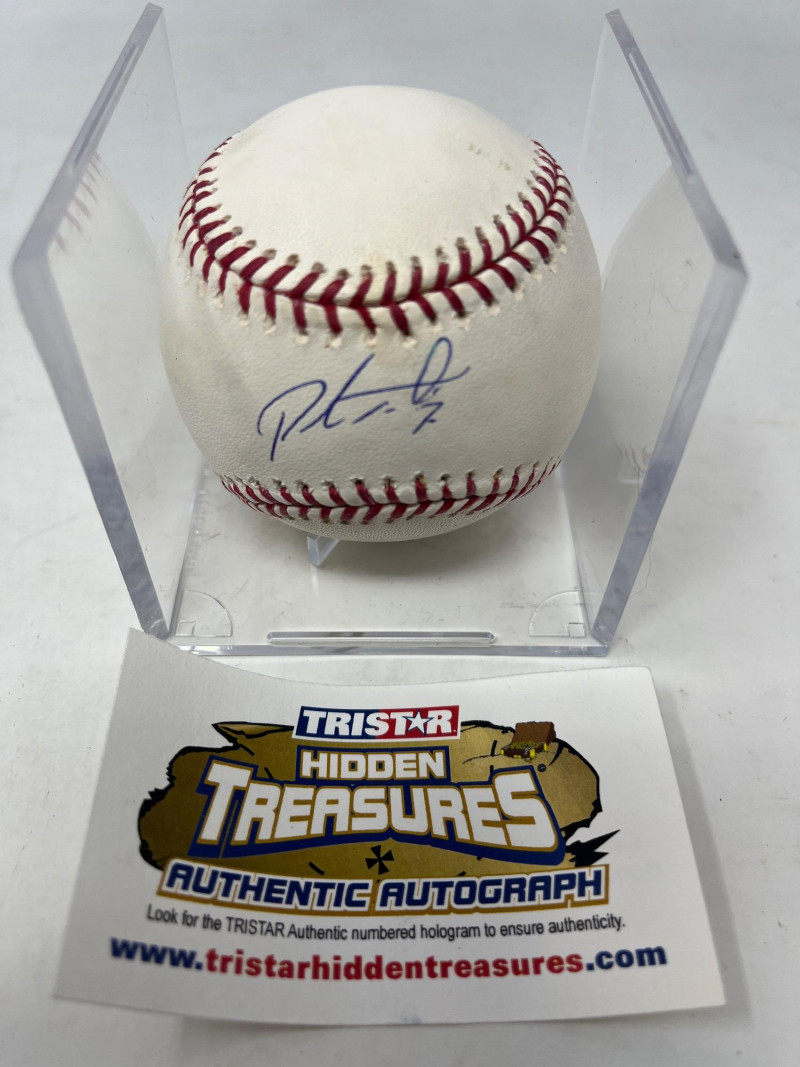 TRISTAR
HIDDEN
TREASURES
AUTHENTIC AUTOGRAPH
Look for the TRISTAR Authentic numbered hologram to ensure authenticity.
www.tristarhiddentreasures.com